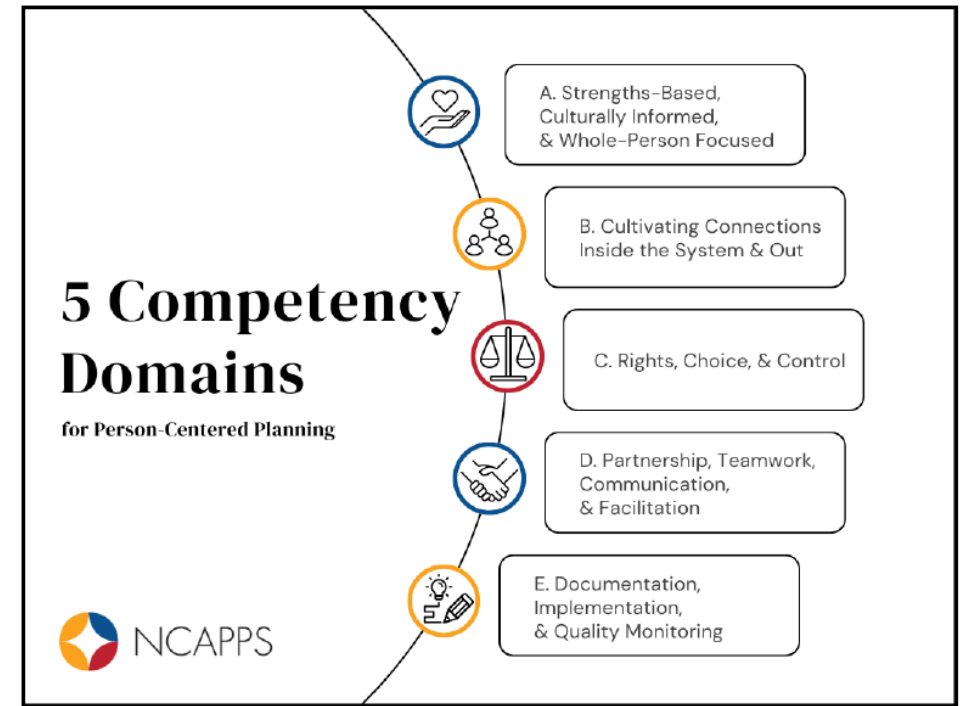 5 Competency
Domains
for Person-Centered Planning
A. Strengths-Based,
Culturally Informed,
& Whole-Person Focused
B. Cultivating Connections
Inside the System & Out
C. Rights, Choice, & Control
D. Partnership, Teamwork,
Communication,
& Facilitation
E. Documentation,
Implementation,
& Quality Monitoring
NCAPPS